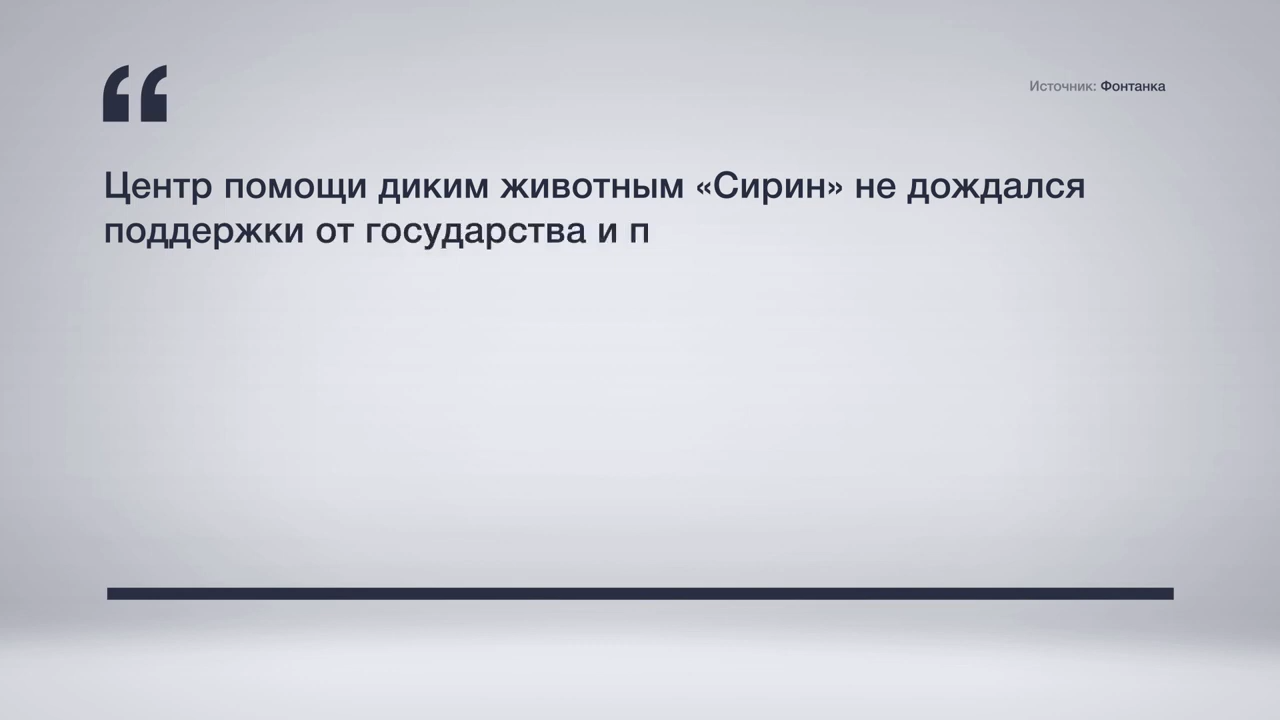 Источник: Фонтанка
Центр помощи диким животным «Сирин» не дождался
поддержки от государства и п